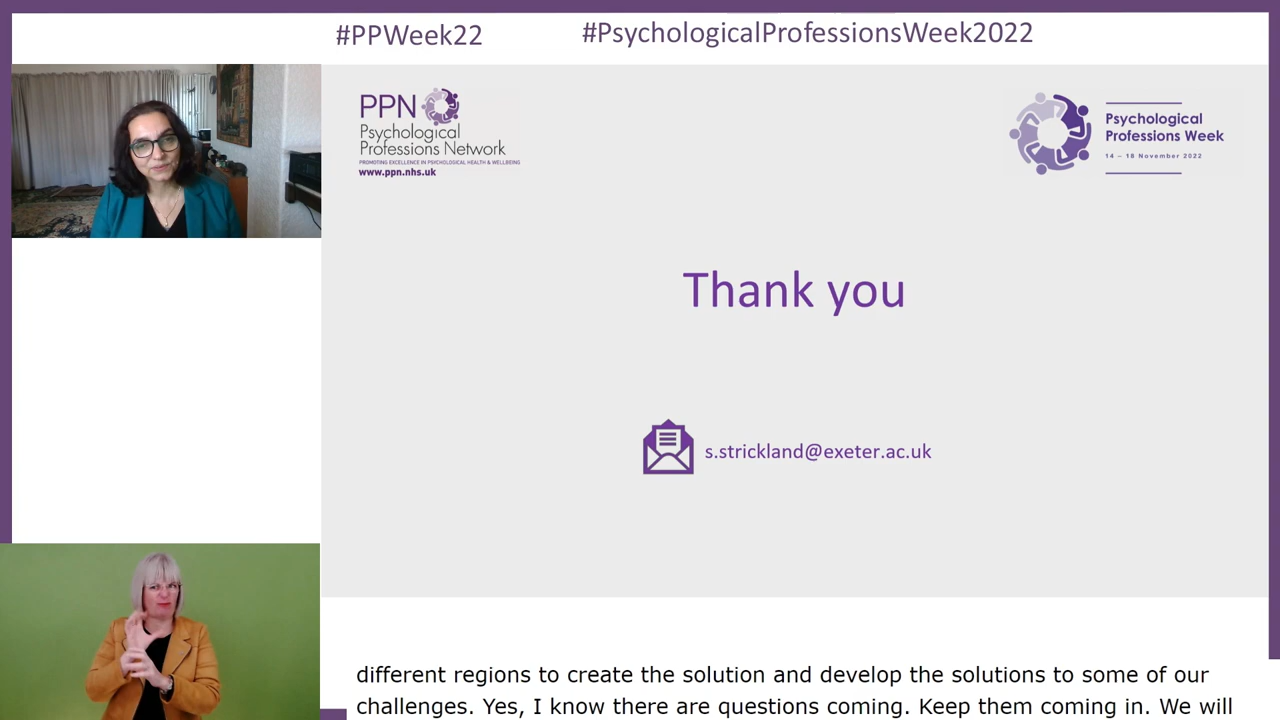 #PPWeek22
#PsychologicalProfessionsWeek2022
PPN
Psychological
Professions Network
PROMOTING EXCELLENCE IN PSYCHOLOGICAL HEALTH & WELLBEING
www.ppn.nhs.uk
Psychological
Professions Week
14 – 18 November 2022
Thank you
s.strickland@exeter.ac.uk
different regions to create the solution and develop the solutions to some of our
challenges. Yes, I know there are questions coming. Keep them coming in. We will